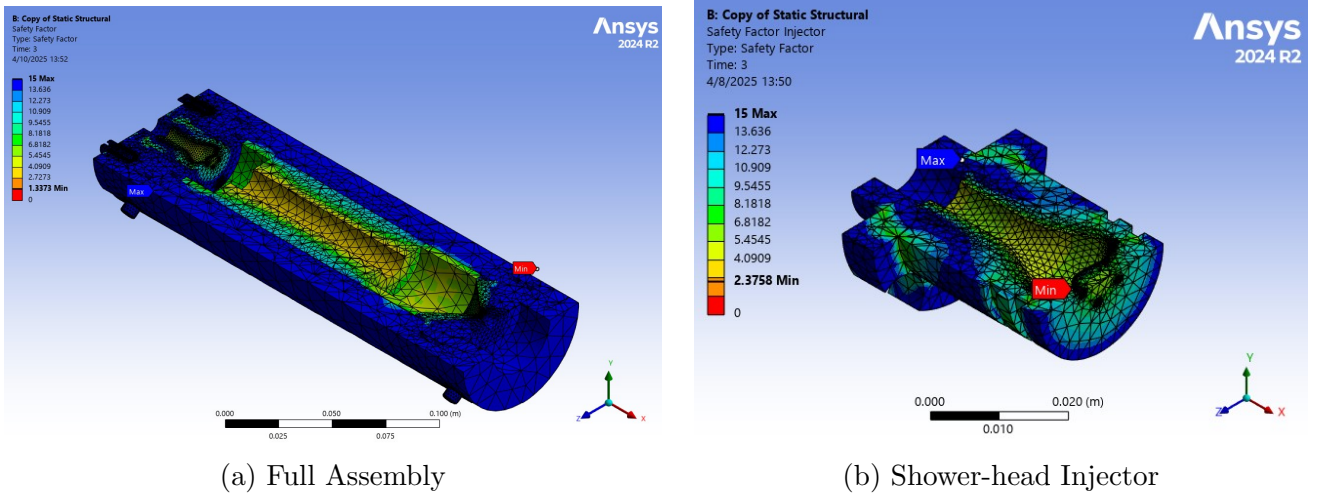 B: Copy of Static Structural
Safety Factor
Type: Safety Factor
Time: 3
4/10/2025 13:52
Ansys
2024 R2
15 Max
13.636
12.273
10.909
9.5455
8.1818
6.8182
5.4545
4.0909
2.7273
1.3373 Min
0
Max
Min
0.000
0.050
0.100 (m)
0.025
0.075
Y
Z
X
(a) Full Assembly
B: Copy of Static Structural
Safety Factor Injector
Type: Safety Factor
Time: 3
4/8/2025 13:50
Ansys
2024 R2
15 Max
13.636
12.273
10.909
9.5455
8.1818
6.8182
5.4545
4.0909
2.3758 Min
0
Max
Min
0.000
0.020 (m)
0.010
Y
Z
X
(b) Shower-head Injector